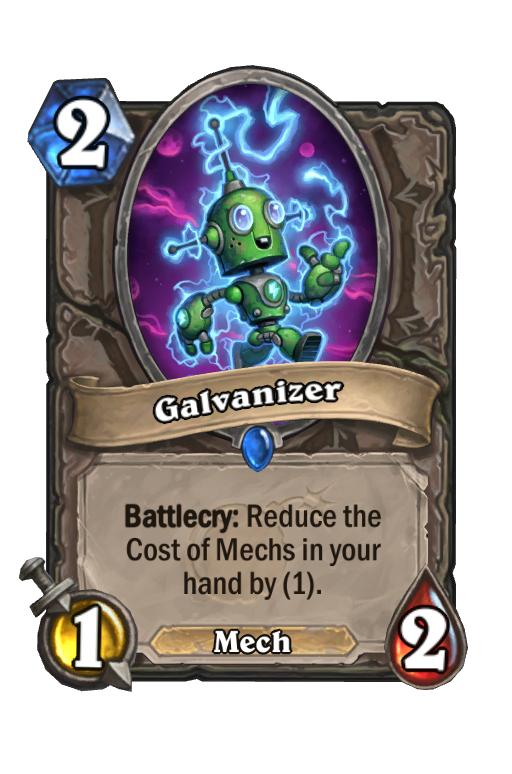 2
Galvanizer
Battlecry: Reduce the
Cost of Mechs in your
hand by (1).
1
Mech
2